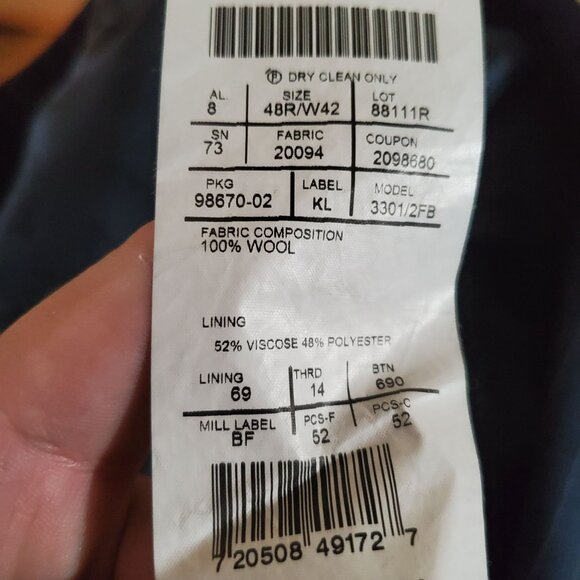 Ⓟ DRY CLEAN ONLY
AL SIZE LOT
8 48R/W42 88111R
SN FABRIC COUPON
73 20094 2098680
PKG LABEL MODEL
98670-02 KL 3301/2FB
FABRIC COMPOSITION
100% WOOL
LINING
52% VISCOSE 48% POLYESTER
LINING THRD BTN
69 14 690
MILL LABEL PCS-F PCS-C
BF 52 52
7 20508 49172 7